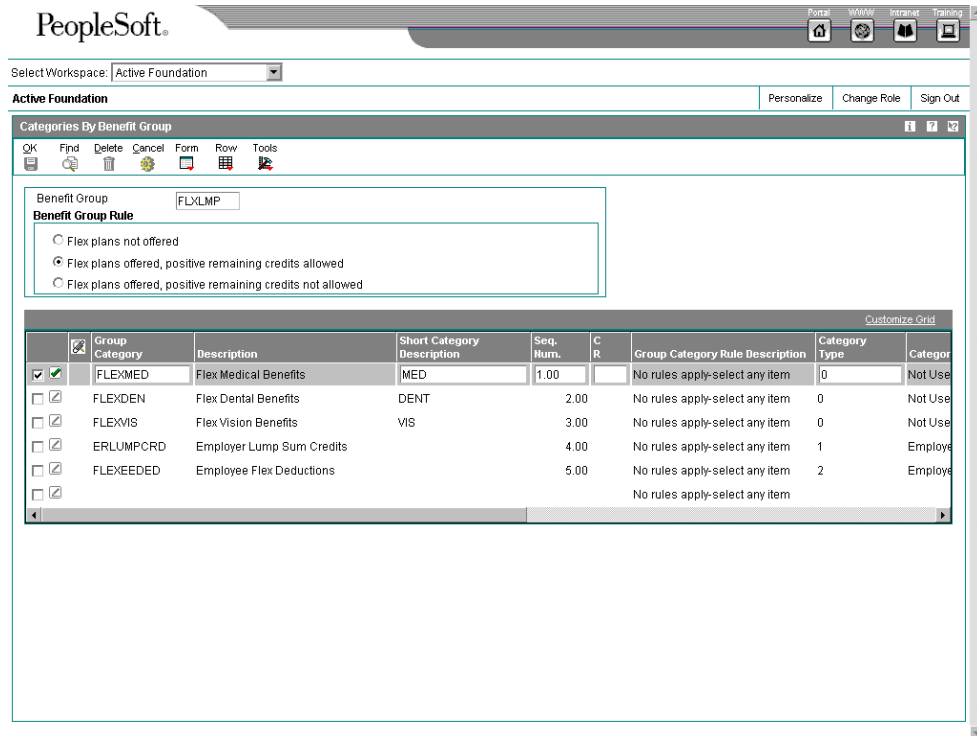 PeopleSoft.
Portal WWW Intranet Training
Select Workspace: Active Foundation
Active Foundation Personalize Change Role Sign Out
Categories By Benefit Group
OK Find Delete Cancel Form Row Tools
Benefit Group FLXLMP
Benefit Group Rule
Flex plans not offered
Flex plans offered, positive remaining credits allowed
Flex plans offered, positive remaining credits not allowed
Customize Grid
Group Category Description Short Category Description Seq. Num. C R Group Category Rule Description Category Type Categor
FLEXMED Flex Medical Benefits MED 1.00 No rules apply-select any item 0 Not Use
FLEXDEN Flex Dental Benefits DENT 2.00 No rules apply-select any item 0 Not Use
FLEXVIS Flex Vision Benefits VIS 3.00 No rules apply-select any item 0 Not Use
ERLUMPCRD Employer Lump Sum Credits 4.00 No rules apply-select any item 1 Employe
FLEXEEDED Employee Flex Deductions 5.00 No rules apply-select any item 2 Employe
No rules apply-select any item